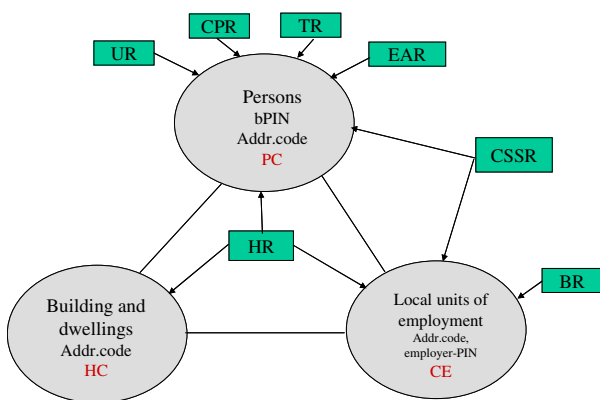 CPR
TR
UR
EAR
Persons
bPIN
Addr.code
PC
CSSR
HR
BR
Building and
dwellings
Addr.code
HC
Local units of
employment
Addr.code,
employer-PIN
CE